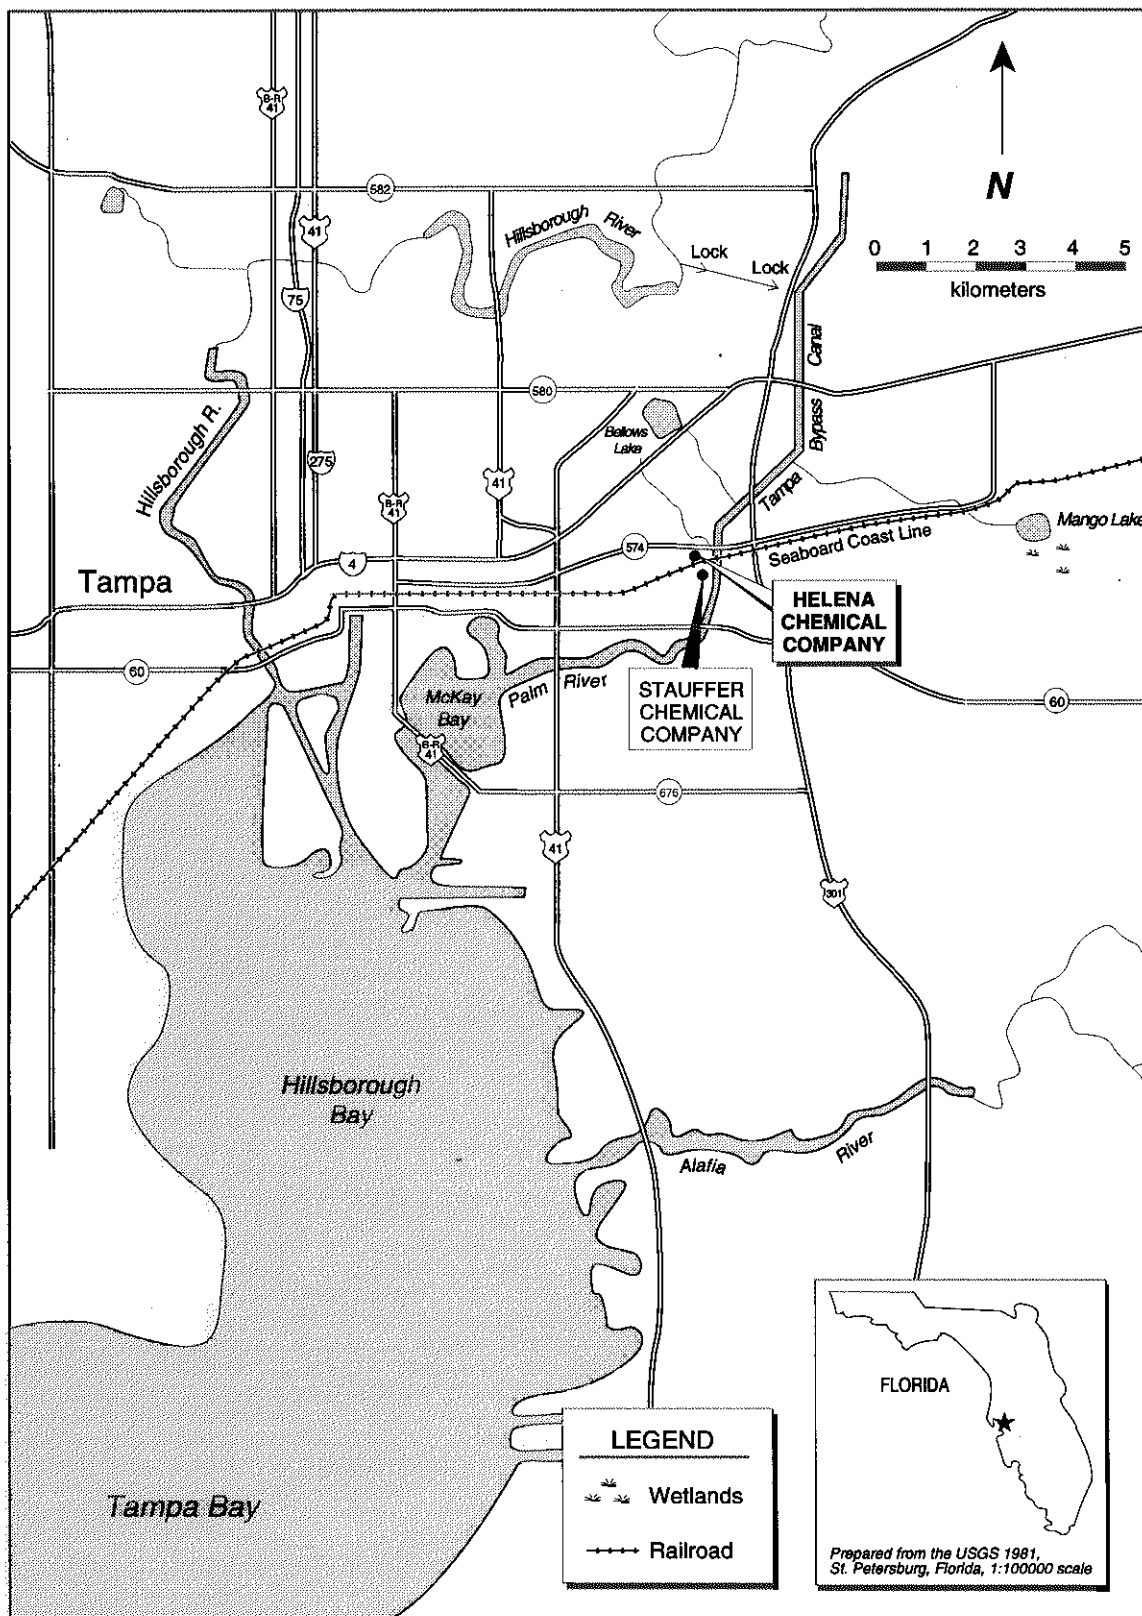 B-R
41
N
582
Hillsborough River
41
Lock
Lock
0 1 2 3 4 5
kilometers
75
Bypass Canal
580
Hillsborough R.
Bellows
Lake
275
41
B-R
41
Tampa
Mango Lake
574
Seaboard Coast Line
4
Tampa
HELENA
CHEMICAL
COMPANY
60
McKay
Bay
Palm River
STAUFFER
CHEMICAL
COMPANY
60
B-R
41
676
41
301
Hillsborough
Bay
Alafia River
FLORIDA
LEGEND
Wetlands
Railroad
Tampa Bay
Prepared from the USGS 1981,
St. Petersburg, Florida, 1:100000 scale